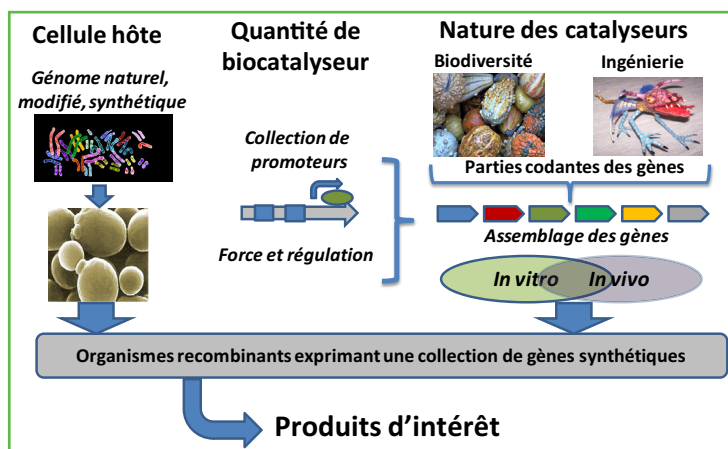 Cellule hôte
Génome naturel,
modifié, synthétique
Quantité de
biocatalyseur
Collection de
promoteurs
Force et régulation
Nature des catalyseurs
Biodiversité
Ingénierie
Parties codantes des gènes
Assemblage des gènes
In vitro
In vivo
Organismes recombinants exprimant une collection de gènes synthétiques
Produits d’intérêt